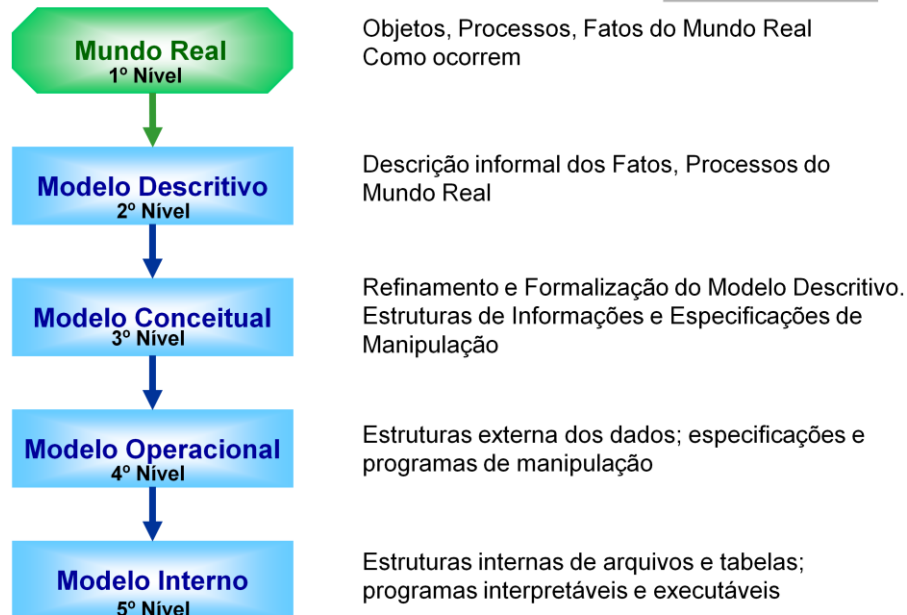 Mundo Real
1º Nível
Objetos, Processos, Fatos do Mundo Real
Como ocorrem
Modelo Descritivo
2º Nível
Descrição informal dos Fatos, Processos do
Mundo Real
Modelo Conceitual
3º Nível
Refinamento e Formalização do Modelo Descritivo.
Estruturas de Informações e Especificações de
Manipulação
Modelo Operacional
4º Nível
Estruturas externa dos dados; especificações e
programas de manipulação
Modelo Interno
5º Nível
Estruturas internas de arquivos e tabelas;
programas interpretáveis e executáveis